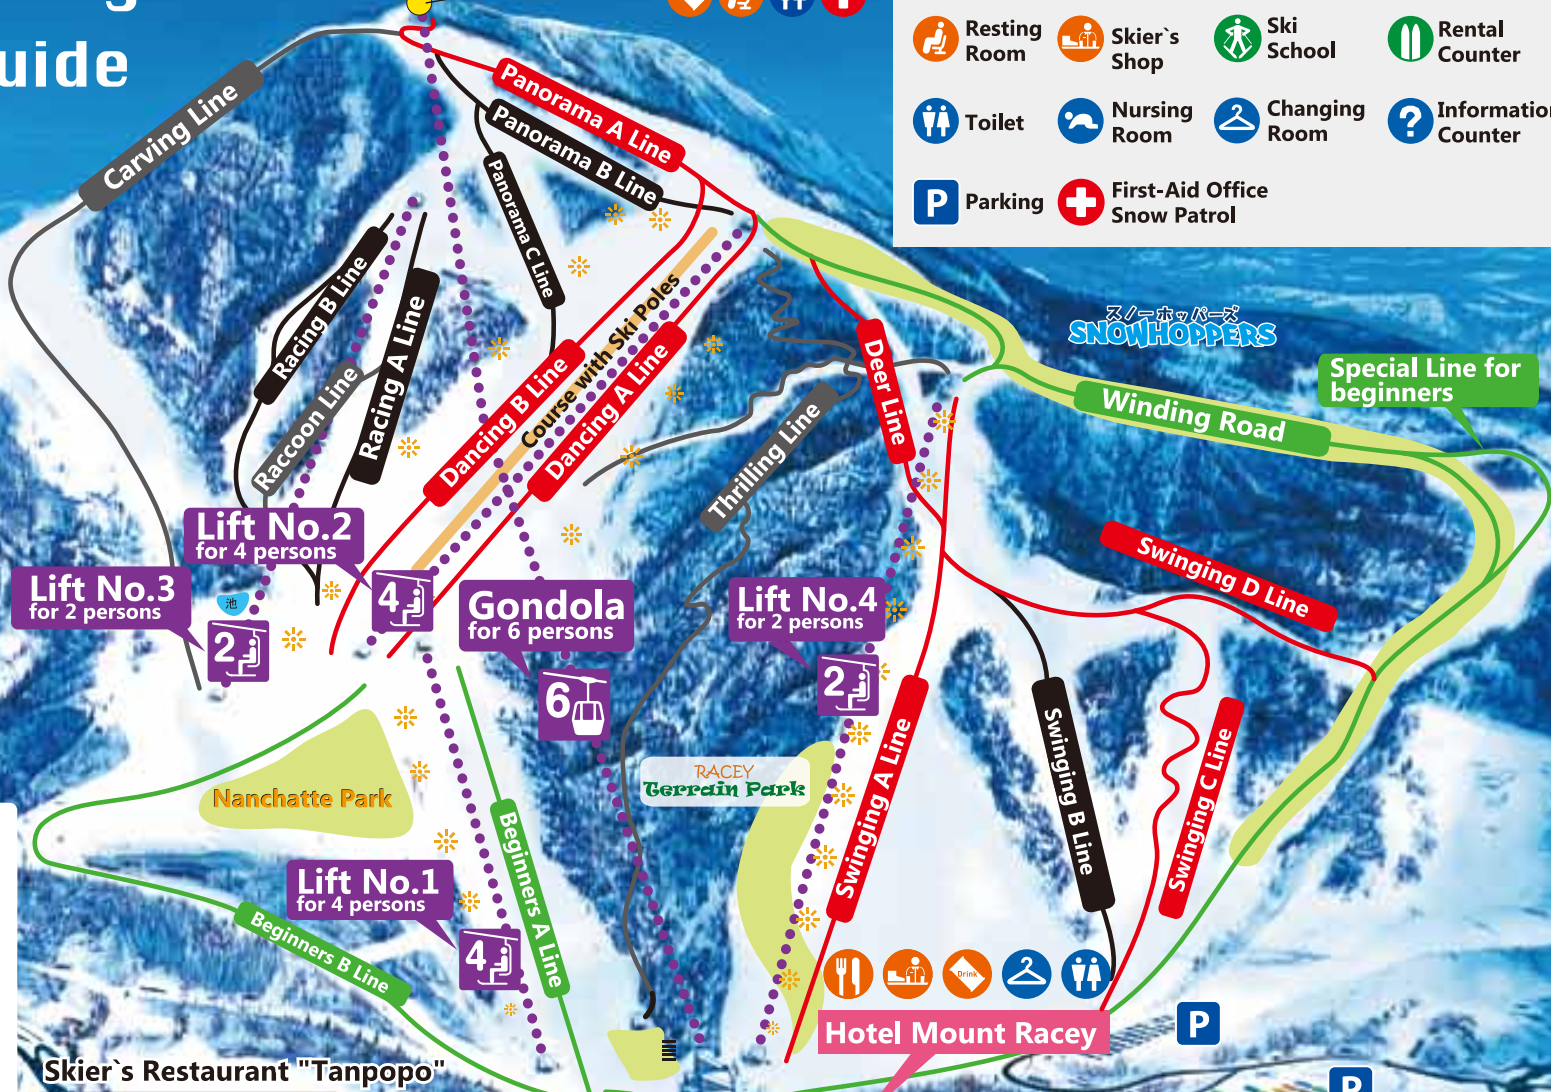 g
uide
Resting
Room
Skier`s
Shop
Ski
School
Rental
Counter
Toilet
Nursing
Room
Changing
Room
?
Information
Counter
P
Parking
First-Aid Office
Snow Patrol
Carving Line
Panorama A Line
Panorama B Line
Panorama C Line
Racing B Line
Racing A Line
Raccoon Line
Dancing B Line
Course with Ski Poles
Dancing A Line
Deer Line
Thrilling Line
スノーホッパーズ
SNOWHOPPERS
Special Line for
beginners
Winding Road
Swinging D Line
Lift No.2
for 4 persons
4
Lift No.3
for 2 persons
池
2
Gondola
for 6 persons
6
Lift No.4
for 2 persons
2
Swinging A Line
Swinging B Line
Swinging C Line
RACEY
Terrain Park
Nanchatte Park
Beginners A Line
Lift No.1
for 4 persons
4
Beginners B Line
Drink
Hotel Mount Racey
P
P
Skier`s Restaurant "Tanpopo"